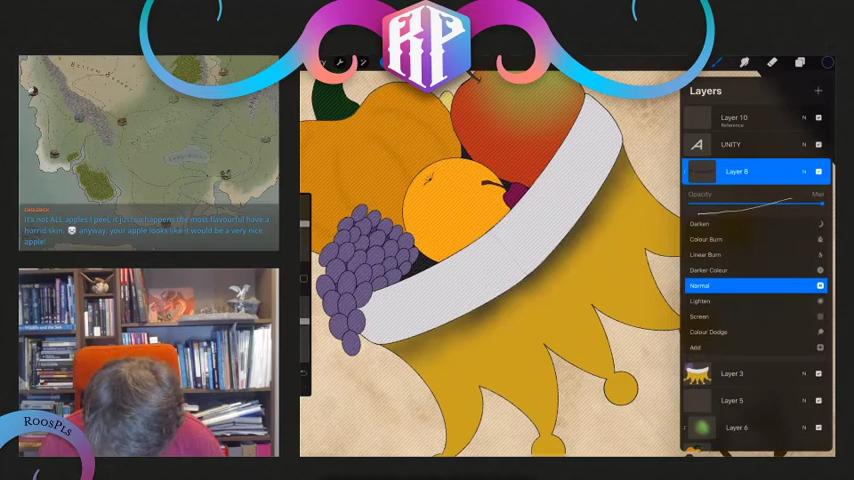 RP
Layers
Layer 10
Reference
N
A
UNITY
N
Layer 8
N
Opacity
Max
Darken
Colour Burn
Linear Burn
Darker Colour
Normal
Lighten
Screen
Colour Dodge
Add
Layer 3
N
Layer 5
N
Layer 6
N
It's not ALL apples I peel, it just so happens the most flavourful have a
horrid skin. anyway, your apple looks like it would be a very nice
apple!
ROOSPLS